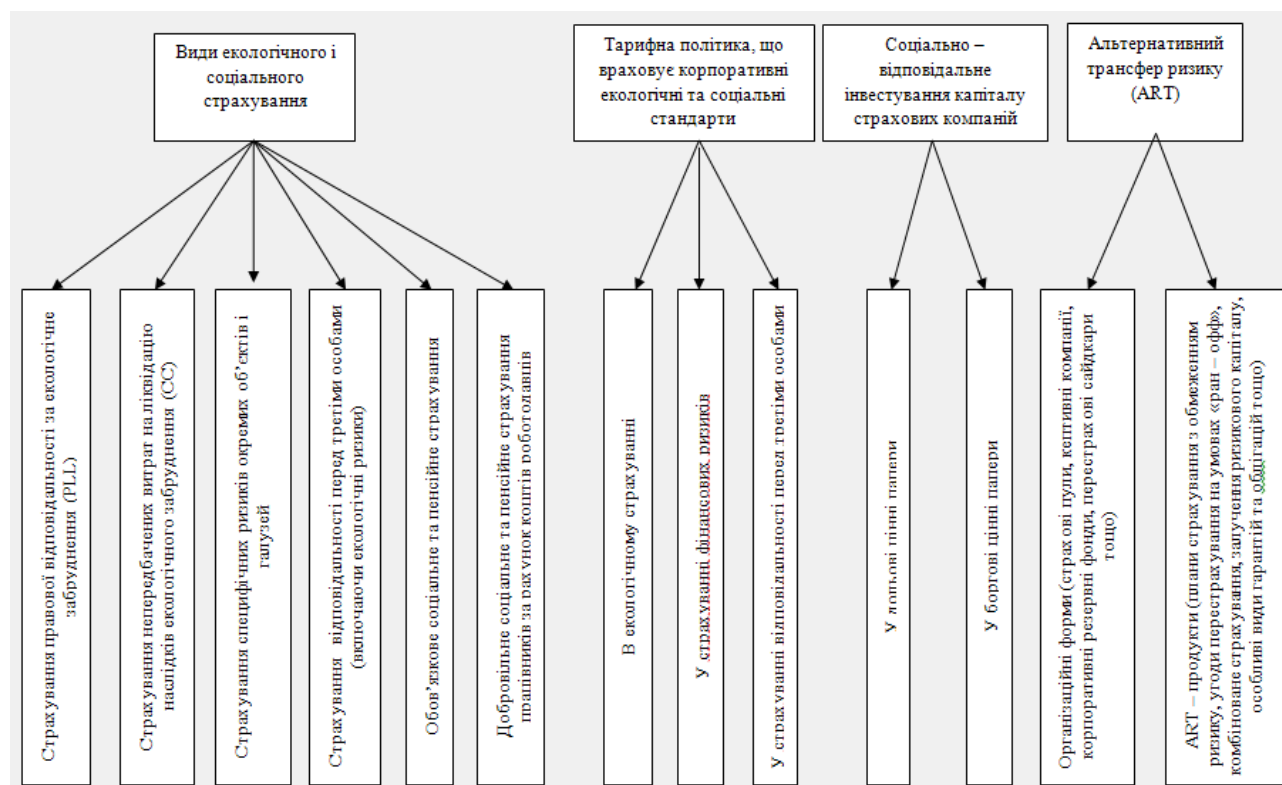 Види екологічного і
соціального
страхування
Тарифна політика, що
враховує корпоративні
екологічні та соціальні
стандарти
Соціально –
відповідальне
інвестування капіталу
страхових компаній
Альтернативний
трансфер ризику
(ART)
Страхування правової відповідальності за екологічне
забруднення (PLL)
Страхування непередбачених витрат на ліквідацію
наслідків екологічного забруднення (CC)
Страхування специфічних ризиків окремих об’єктів і
галузей
Страхування відповідальності перед третіми особами
(включаючи екологічні ризики)
Обов’язкове соціальне та пенсійне страхування
Добровільне соціальне та пенсійне страхування
працівників за рахунок коштів роботодавців
В екологічному страхуванні
У страхуванні фінансових ризиків
У страхуванні відповідальності перед третіми особами
У дольові цінні папери
У боргові цінні папери
Організаційні форми (страхові пули, кептивні компанії,
корпоративні резервні фонди, перестрахові сайдкари
тощо)
ART – продукти (плани страхування з обмеженням
ризику, угоди перестрахування на умовах «ран – офф»,
комбіноване страхування, залучення ризикового капіталу,
особливі види гарантій та облігацій тощо)